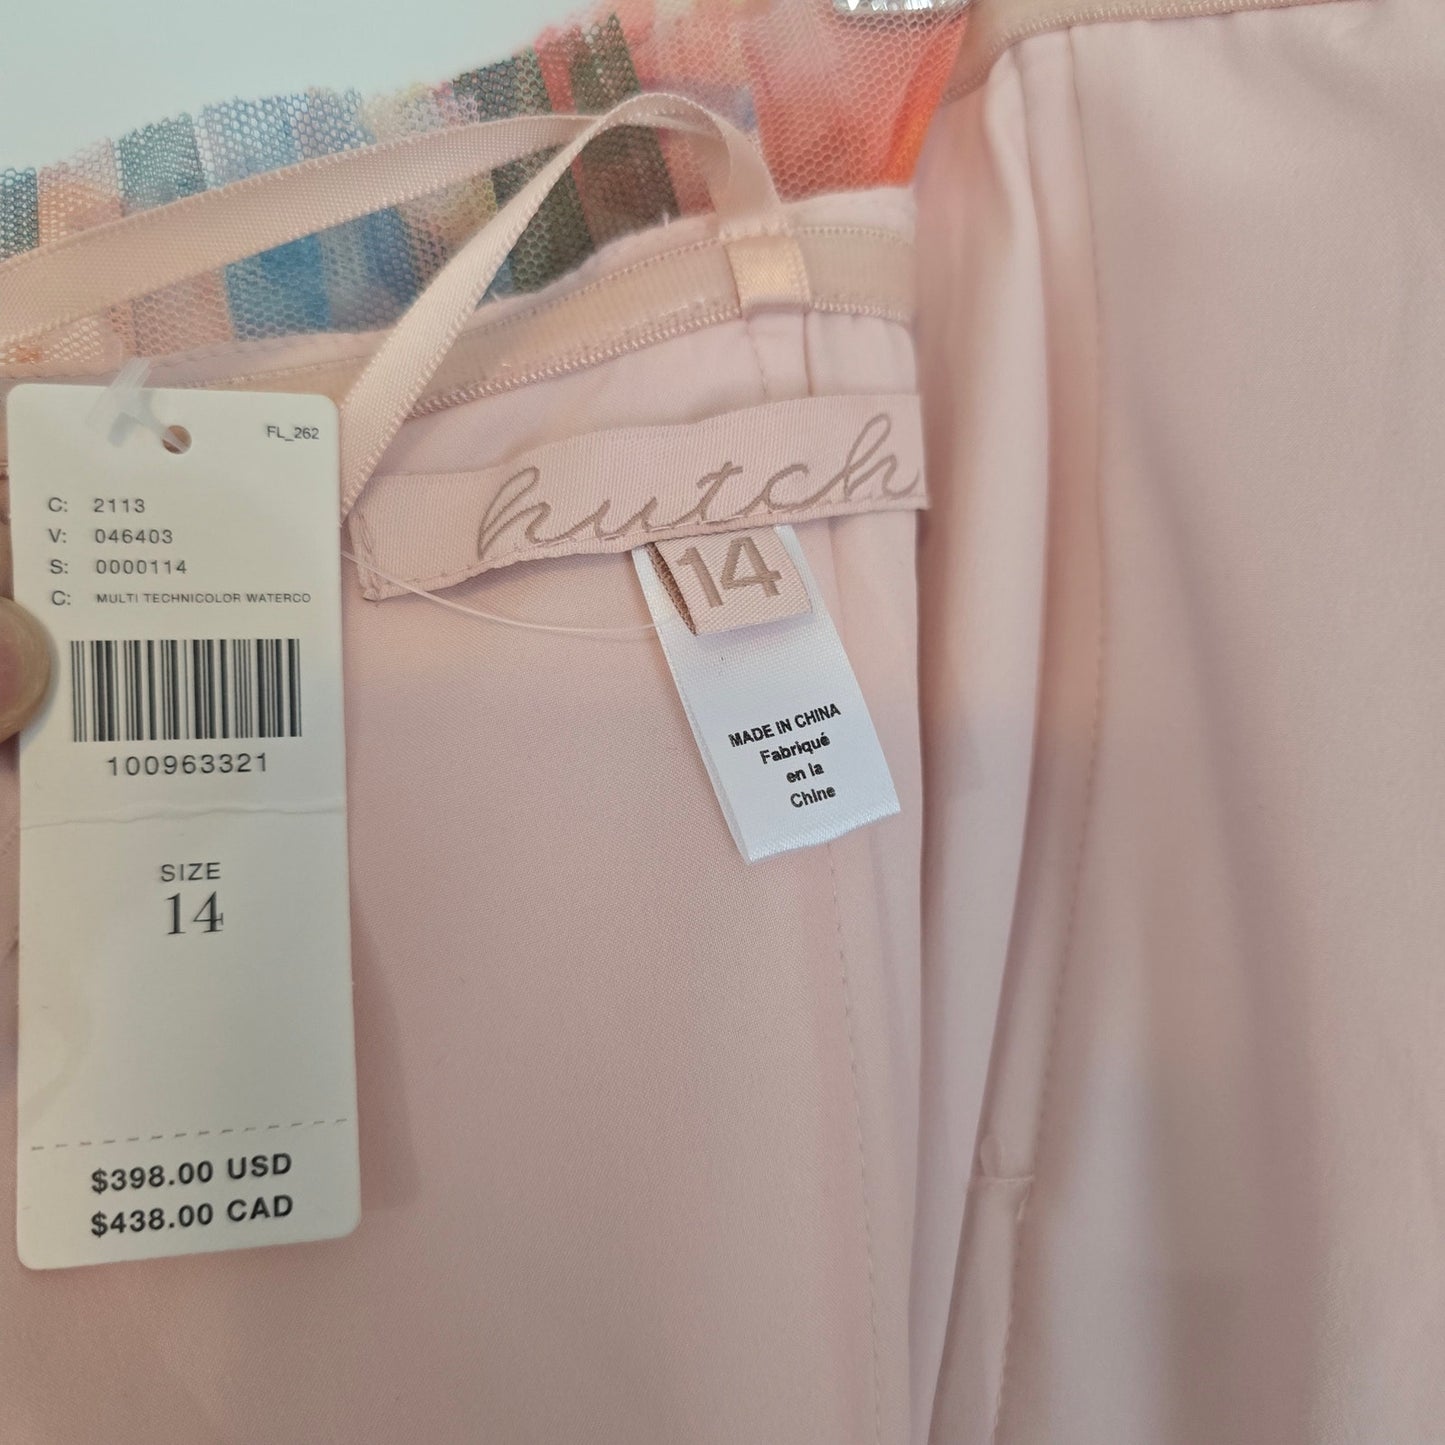 FL_262
C: 2113
V: 046403
S: 0000114
C: MULTI TECHNICOLOR WATERCO
100963321
SIZE
14
$398.00 USD
$438.00 CAD
hutch
14
MADE IN CHINA
Fabriqué
en la
Chine